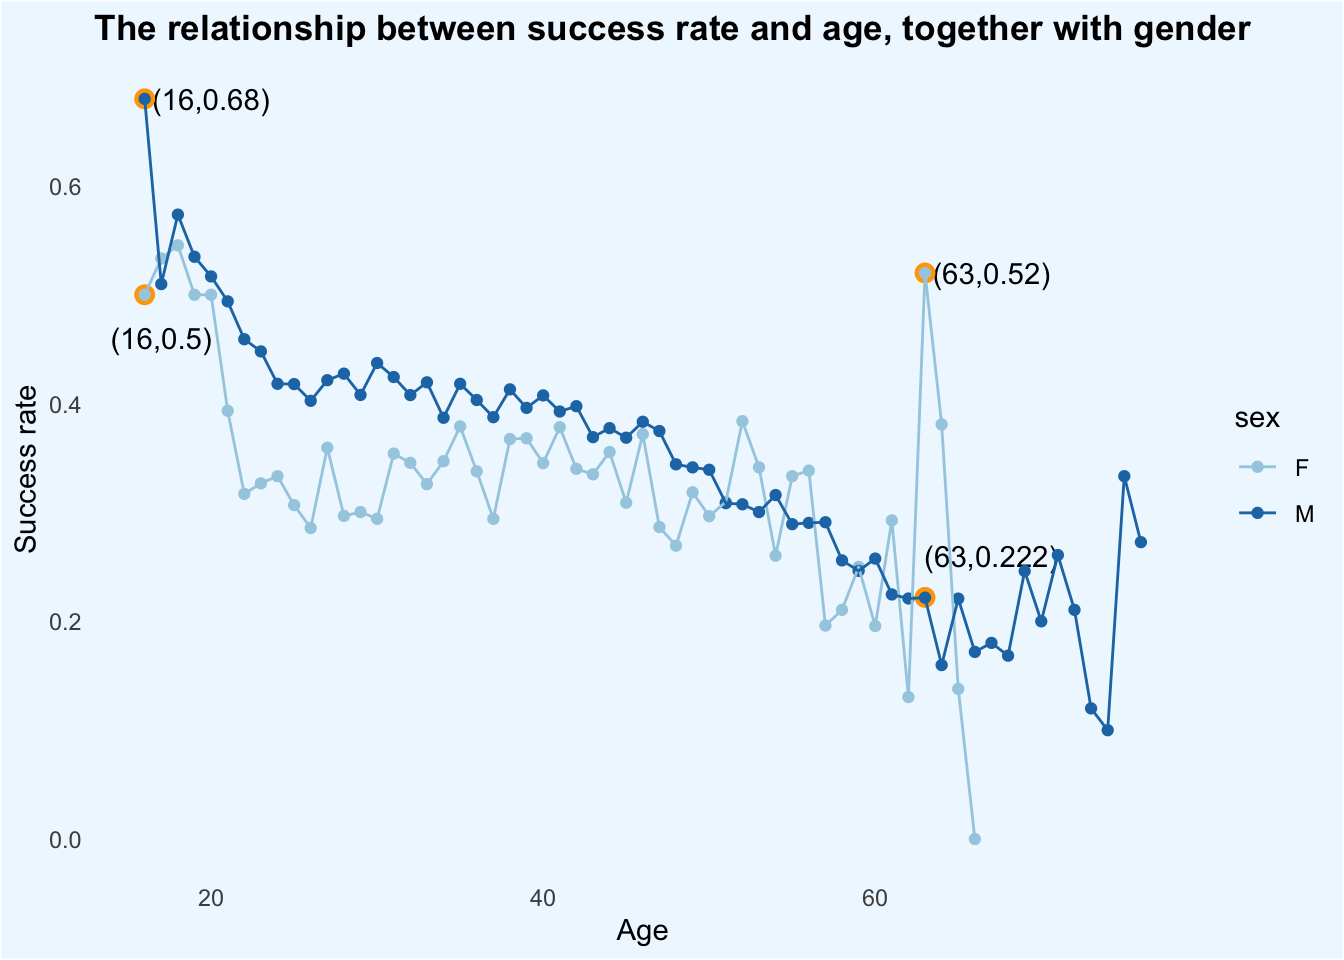 The relationship between success rate and age, together with gender
(16,0.68)
(16,0.5)
(63,0.52)
(63,0.222)
Success rate
0.6
0.4
0.2
0.0
20 40 60
Age
sex
F
M